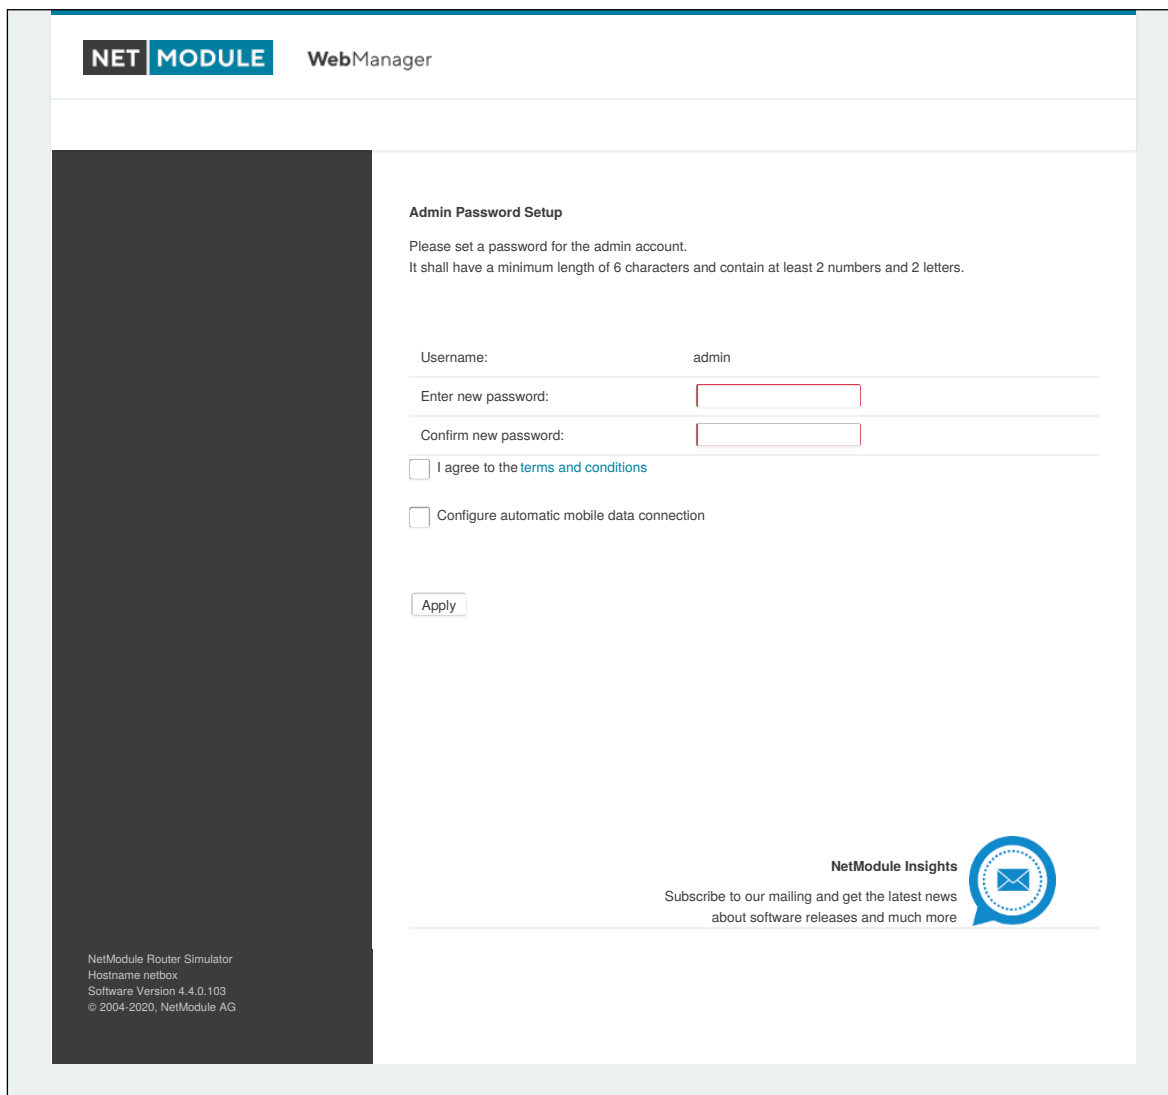 NET MODULE WebManager
Admin Password Setup
Please set a password for the admin account.
It shall have a minimum length of 6 characters and contain at least 2 numbers and 2 letters.
Username: admin
Enter new password:
Confirm new password:
I agree to the terms and conditions
Configure automatic mobile data connection
Apply
NetModule Insights
Subscribe to our mailing and get the latest news
about software releases and much more
NetModule Router Simulator
Hostname netbox
Software Version 4.4.0.103
© 2004-2020, NetModule AG